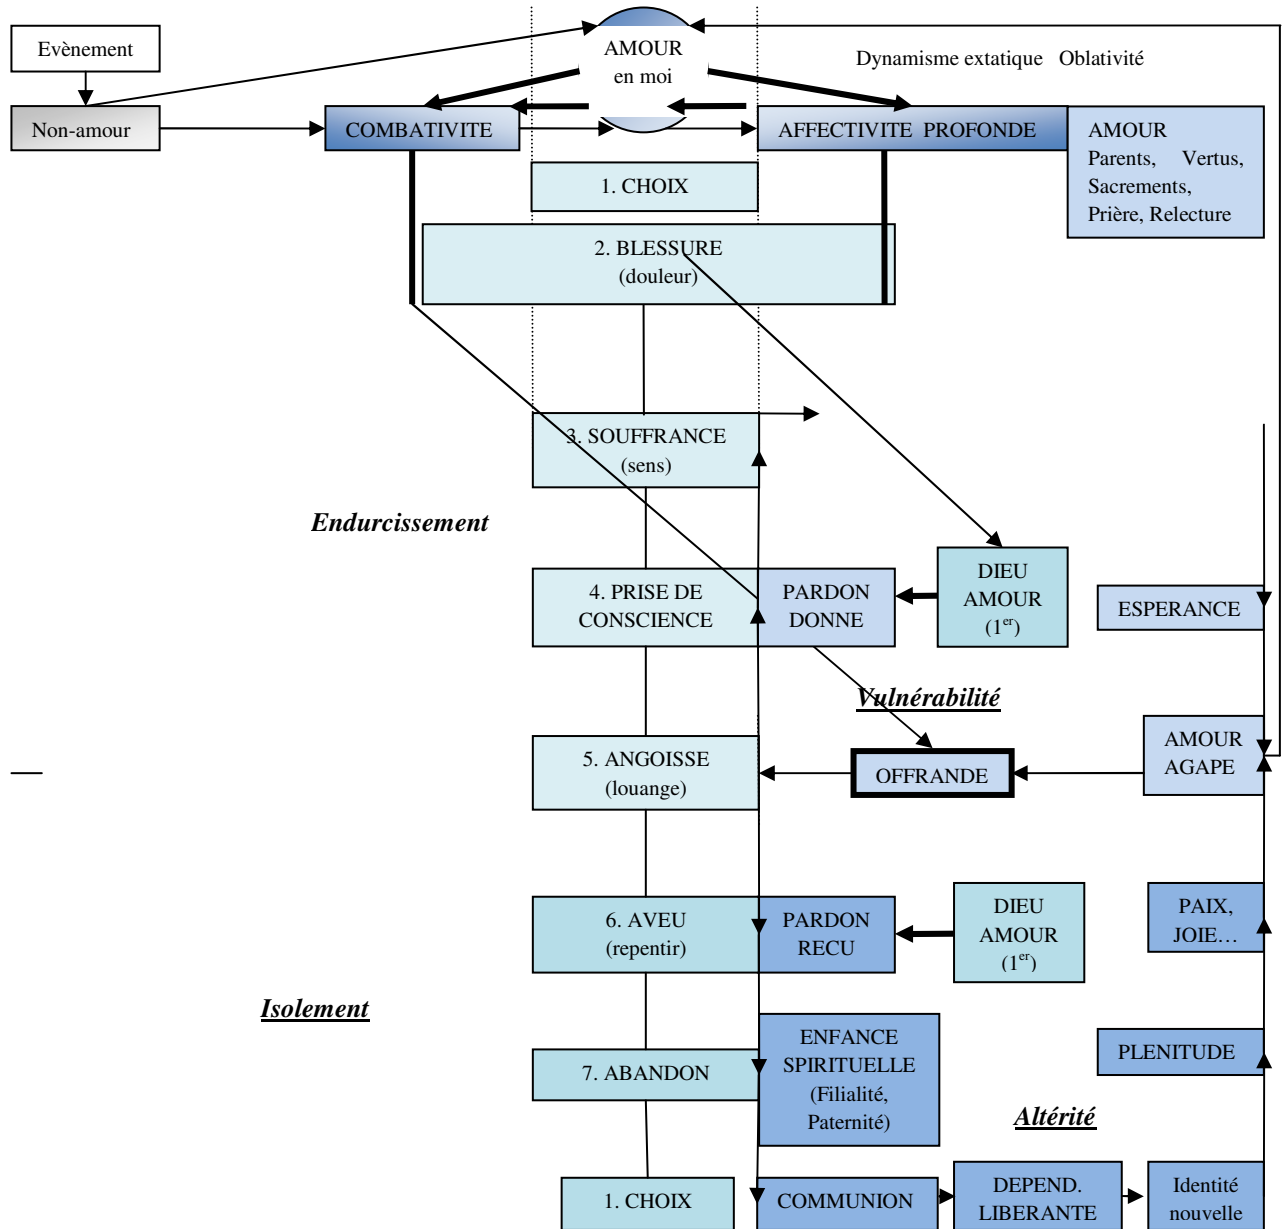 Evènement
AMOUR
en moi
Dynamisme extatique Oblativité
Non-amour
COMBATIVITE
AFFECTIVITE PROFONDE
AMOUR
Parents, Vertus,
Sacrements,
Prière, Relecture
1. CHOIX
2. BLESSURE
(douleur)
3. SOUFFRANCE
(sens)
Endurcissement
4. PRISE DE
CONSCIENCE
PARDON
DONNE
DIEU
AMOUR
(1er)
ESPERANCE
Vulnérabilité
5. ANGOISSE
(louange)
OFFRANDE
AMOUR
AGAPE
6. AVEU
(repentir)
PARDON
RECU
DIEU
AMOUR
(1er)
PAIX,
JOIE…
Isolement
7. ABANDON
ENFANCE
SPIRITUELLE
(Filialité,
Paternité)
PLENITUDE
Altérité
1. CHOIX
COMMUNION
DEPEND.
LIBERANTE
Identité
nouvelle